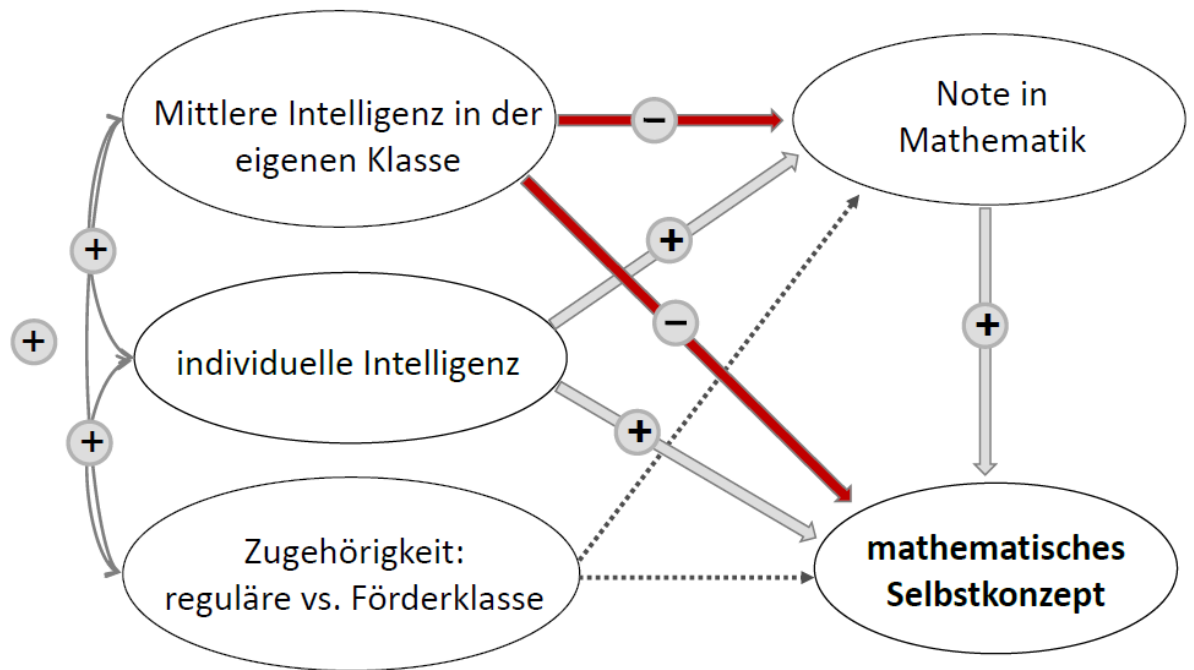 Mittlere Intelligenz in der
eigenen Klasse
−
Note in
Mathematik
+
+
−
+
+
individuelle Intelligenz
+
+
+
Zugehörigkeit:
reguläre vs. Förderklasse
mathematisches
Selbstkonzept